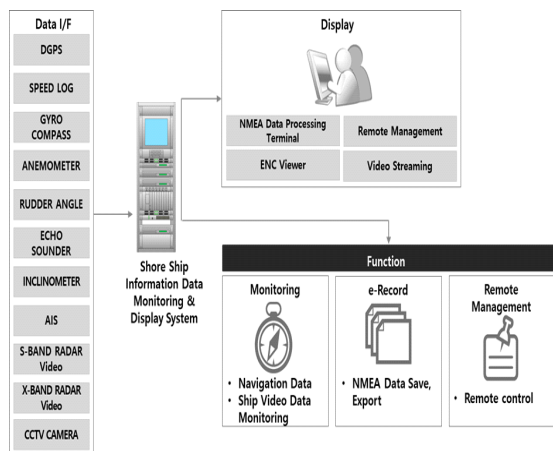 Data I/F
DGPS
SPEED LOG
GYRO
COMPASS
ANEMOMETER
RUDDER ANGLE
ECHO
SOUNDER
INCLINOMETER
AIS
S-BAND RADAR
Video
X-BAND RADAR
Video
CCTV CAMERA
Shore Ship
Information Data
Monitoring &
Display System
Display
NMEA Data Processing
Terminal
Remote Management
ENC Viewer
Video Streaming
Function
Monitoring
• Navigation Data
• Ship Video Data
Monitoring
e-Record
• NMEA Data Save,
Export
Remote
Management
• Remote control